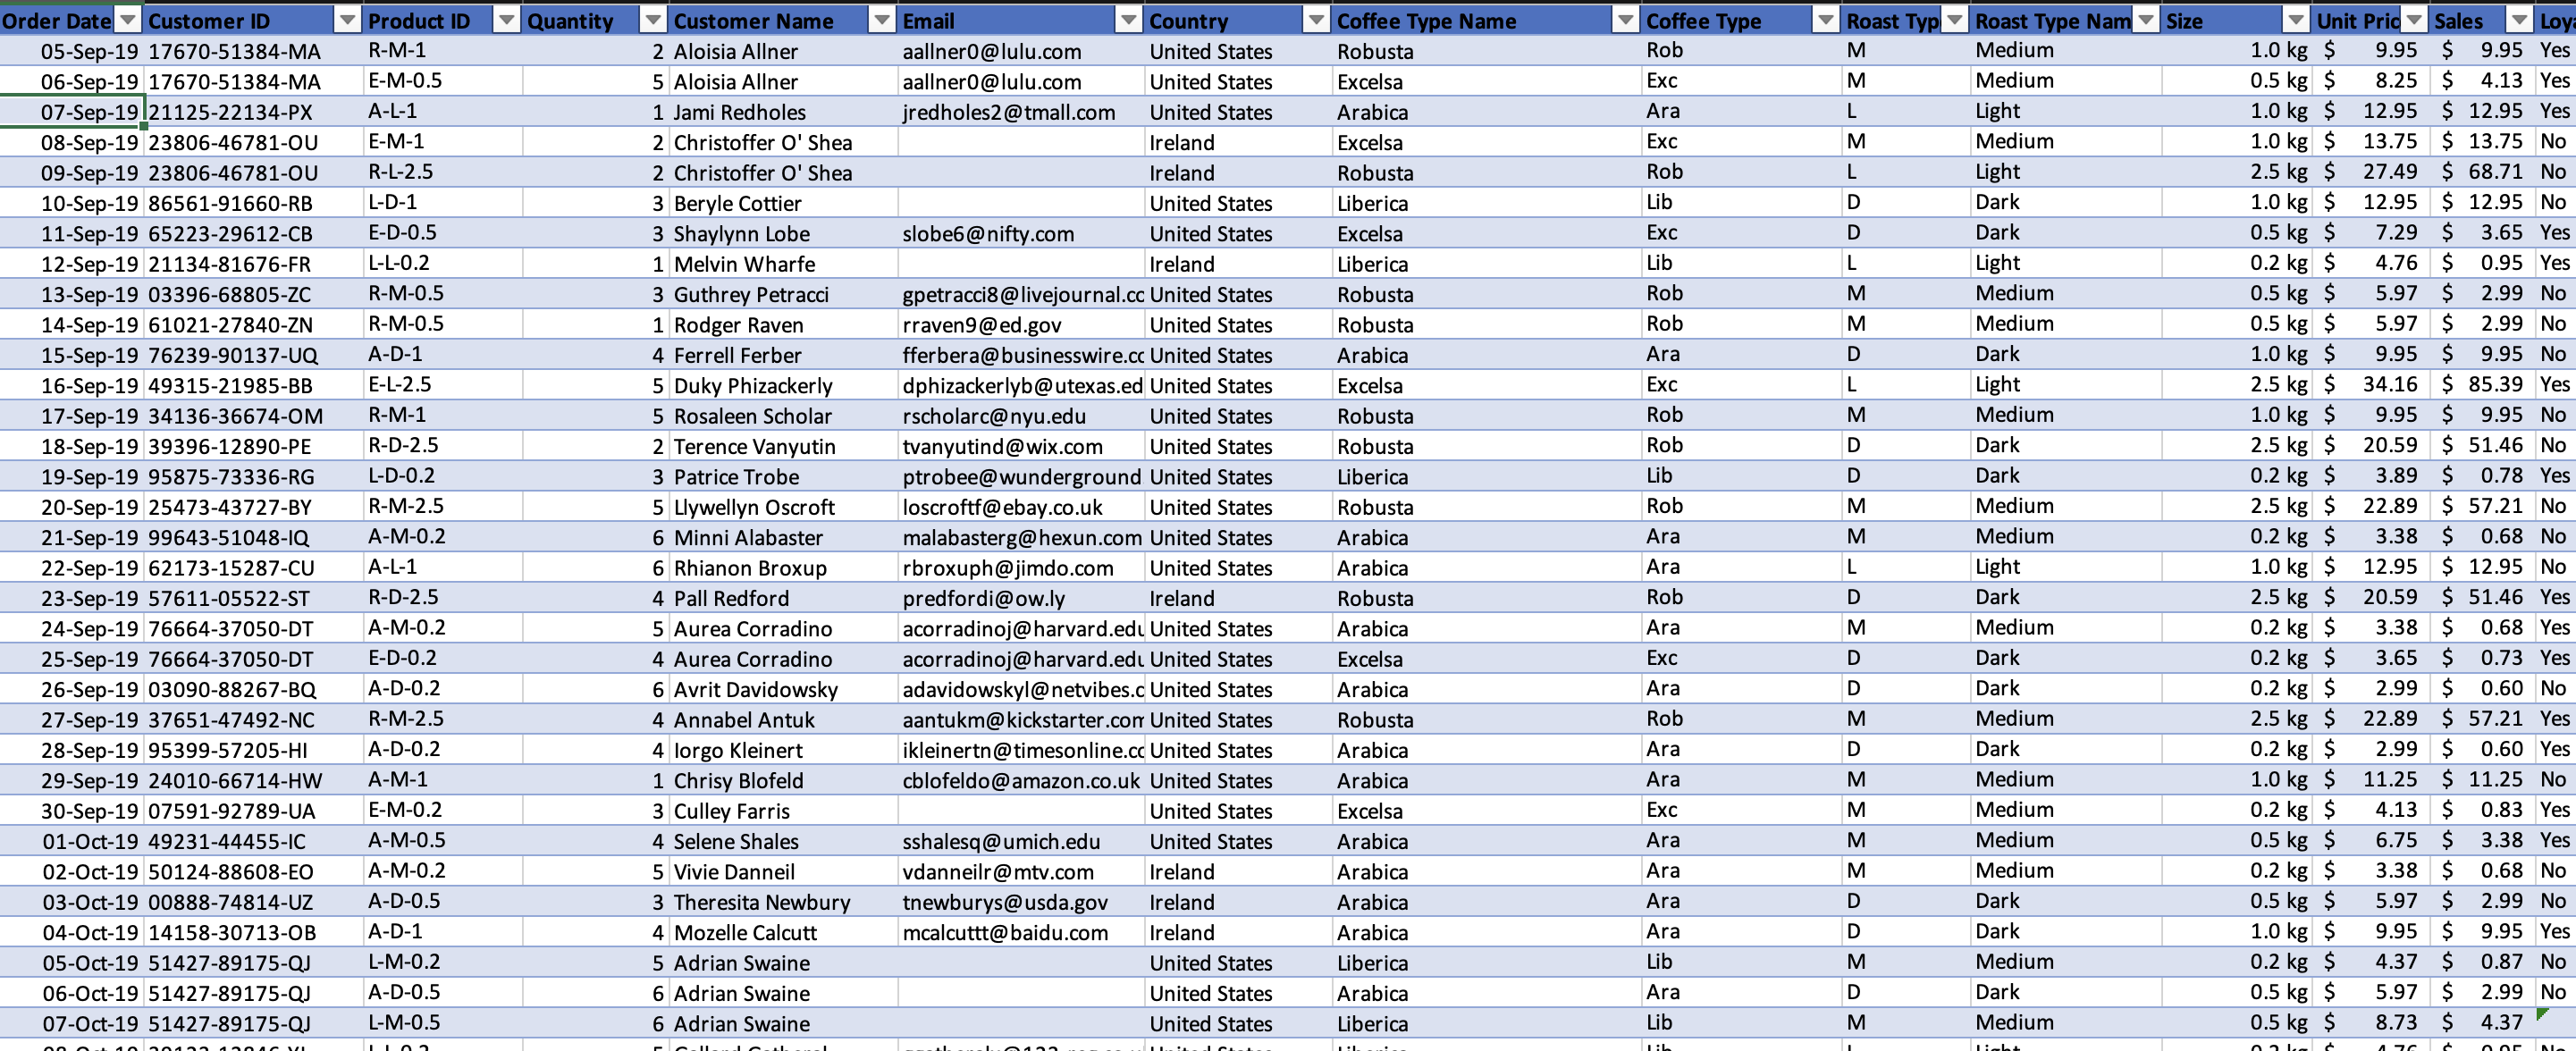 Order Date Customer ID Product ID Quantity Customer Name Email Country Coffee Type Name Coffee Type Roast Typ Roast Type Nam Size Unit Pric Sales Loya
05-Sep-19 17670-51384-MA R-M-1 2 Aloisia Allner aallner0@lulu.com United States Robusta Rob M Medium 1.0 kg $ 9.95 $ 9.95 Yes
06-Sep-19 17670-51384-MA E-M-0.5 5 Aloisia Allner aallner0@lulu.com United States Excelsa Exc M Medium 0.5 kg $ 8.25 $ 4.13 Yes
07-Sep-19 21125-22134-PX A-L-1 1 Jami Redholes jredholes2@tmall.com United States Arabica Ara L Light 1.0 kg $ 12.95 $ 12.95 Yes
08-Sep-19 23806-46781-OU E-M-1 2 Christoffer O' Shea Ireland Excelsa Exc M Medium 1.0 kg $ 13.75 $ 13.75 No
09-Sep-19 23806-46781-OU R-L-2.5 2 Christoffer O' Shea Ireland Robusta Rob L Light 2.5 kg $ 27.49 $ 68.71 No
10-Sep-19 86561-91660-RB L-D-1 3 Beryle Cottier United States Liberica Lib D Dark 1.0 kg $ 12.95 $ 12.95 No
11-Sep-19 65223-29612-CB E-D-0.5 3 Shaylynn Lobe slobe6@nifty.com United States Excelsa Exc D Dark 0.5 kg $ 7.29 $ 3.65 Yes
12-Sep-19 21134-81676-FR L-L-0.2 1 Melvin Wharfe Ireland Liberica Lib L Light 0.2 kg $ 4.76 $ 0.95 Yes
13-Sep-19 03396-68805-ZC R-M-0.5 3 Guthrey Petracci gpetracci8@livejournal.cc United States Robusta Rob M Medium 0.5 kg $ 5.97 $ 2.99 No
14-Sep-19 61021-27840-ZN R-M-0.5 1 Rodger Raven rraven9@ed.gov United States Robusta Rob M Medium 0.5 kg $ 5.97 $ 2.99 No
15-Sep-19 76239-90137-UQ A-D-1 4 Ferrell Ferber fferbera@businesswire.cc United States Arabica Ara D Dark 1.0 kg $ 9.95 $ 9.95 No
16-Sep-19 49315-21985-BB E-L-2.5 5 Duky Phizackerly dphizackerlyb@utexas.ed United States Excelsa Exc L Light 2.5 kg $ 34.16 $ 85.39 Yes
17-Sep-19 34136-36674-OM R-M-1 5 Rosaleen Scholar rscholarc@nyu.edu United States Robusta Rob M Medium 1.0 kg $ 9.95 $ 9.95 No
18-Sep-19 39396-12890-PE R-D-2.5 2 Terence Vanyutin tvanyutind@wix.com United States Robusta Rob D Dark 2.5 kg $ 20.59 $ 51.46 No
19-Sep-19 95875-73336-RG L-D-0.2 3 Patrice Trobe ptrobee@wunderground United States Liberica Lib D Dark 0.2 kg $ 3.89 $ 0.78 Yes
20-Sep-19 25473-43727-BY R-M-2.5 5 Llywellyn Oscroft loscroftf@ebay.co.uk United States Robusta Rob M Medium 2.5 kg $ 22.89 $ 57.21 No
21-Sep-19 99643-51048-IQ A-M-0.2 6 Minni Alabaster malabasterg@hexun.com United States Arabica Ara M Medium 0.2 kg $ 3.38 $ 0.68 No
22-Sep-19 62173-15287-CU A-L-1 6 Rhianon Broxup rbroxuph@jimdo.com United States Arabica Ara L Light 1.0 kg $ 12.95 $ 12.95 No
23-Sep-19 57611-05522-ST R-D-2.5 4 Pall Redford predfordi@ow.ly Ireland Robusta Rob D Dark 2.5 kg $ 20.59 $ 51.46 Yes
24-Sep-19 76664-37050-DT A-M-0.2 5 Aurea Corradino acorradinoj@harvard.edu United States Arabica Ara M Medium 0.2 kg $ 3.38 $ 0.68 Yes
25-Sep-19 76664-37050-DT E-D-0.2 4 Aurea Corradino acorradinoj@harvard.edu United States Excelsa Exc D Dark 0.2 kg $ 3.65 $ 0.73 Yes
26-Sep-19 03090-88267-BQ A-D-0.2 6 Avrit Davidowsky adavidowskyl@netvibes.c United States Arabica Ara D Dark 0.2 kg $ 2.99 $ 0.60 No
27-Sep-19 37651-47492-NC R-M-2.5 4 Annabel Antuk aantukm@kickstarter.com United States Robusta Rob M Medium 2.5 kg $ 22.89 $ 57.21 Yes
28-Sep-19 95399-57205-HI A-D-0.2 4 Iorgo Kleinert ikleinertn@timesonline.cc United States Arabica Ara D Dark 0.2 kg $ 2.99 $ 0.60 Yes
29-Sep-19 24010-66714-HW A-M-1 1 Chrisy Blofeld cblofeldo@amazon.co.uk United States Arabica Ara M Medium 1.0 kg $ 11.25 $ 11.25 No
30-Sep-19 07591-92789-UA E-M-0.2 3 Culley Farris United States Excelsa Exc M Medium 0.2 kg $ 4.13 $ 0.83 Yes
01-Oct-19 49231-44455-IC A-M-0.5 4 Selene Shales sshalesq@umich.edu United States Arabica Ara M Medium 0.5 kg $ 6.75 $ 3.38 Yes
02-Oct-19 50124-88608-EO A-M-0.2 5 Vivie Danneil vdanneilr@mtv.com Ireland Arabica Ara M Medium 0.2 kg $ 3.38 $ 0.68 No
03-Oct-19 00888-74814-UZ A-D-0.5 3 Theresita Newbury tnewburys@usda.gov Ireland Arabica Ara D Dark 0.5 kg $ 5.97 $ 2.99 No
04-Oct-19 14158-30713-OB A-D-1 4 Mozelle Calcutt mcalcuttt@baidu.com Ireland Arabica Ara D Dark 1.0 kg $ 9.95 $ 9.95 Yes
05-Oct-19 51427-89175-QJ L-M-0.2 5 Adrian Swaine United States Liberica Lib M Medium 0.2 kg $ 4.37 $ 0.87 No
06-Oct-19 51427-89175-QJ A-D-0.5 6 Adrian Swaine United States Arabica Ara D Dark 0.5 kg $ 5.97 $ 2.99 No
07-Oct-19 51427-89175-QJ L-M-0.5 6 Adrian Swaine United States Liberica Lib M Medium 0.5 kg $ 8.73 $ 4.37